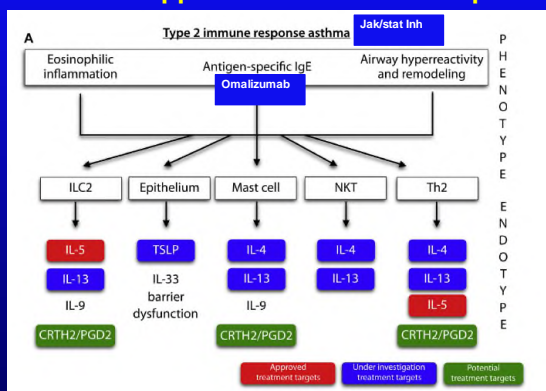 A
Type 2 immune response asthma
Jak/stat Inh
Eosinophilic
inflammation
Antigen-specific IgE
Omalizumab
Airway hyperreactivity
and remodeling
PHENOTYPE
ILC2
Epithelium
Mast cell
NKT
Th2
ENDOTYPE
IL-5
TSLP
IL-4
IL-4
IL-4
IL-13
IL-33
IL-13
IL-13
IL-13
IL-9
barrier
dysfunction
IL-9
IL-5
CRTH2/PGD2
CRTH2/PGD2
CRTH2/PGD2
Approved
treatment targets
Under investigation
treatment targets
Potential
treatment targets